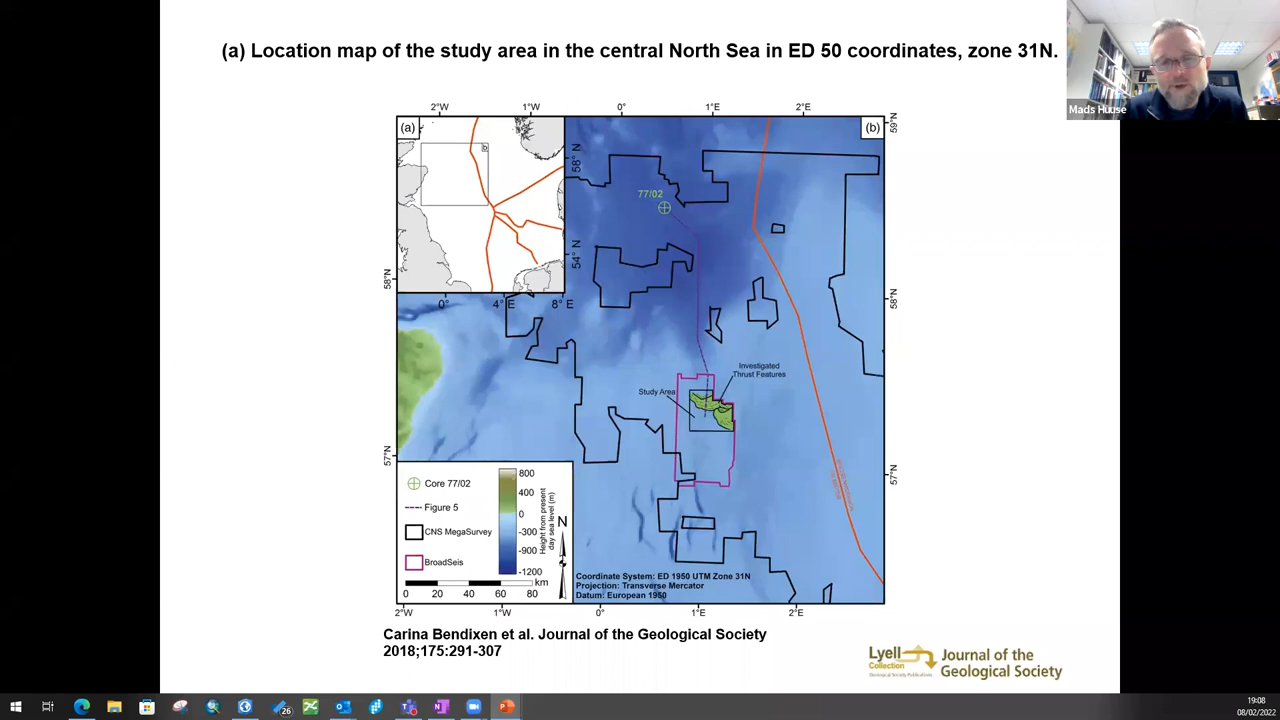 (a) Location map of the study area in the central North Sea in ED 50 coordinates, zone 31N.
Mads Huuse
2°W 1°W 0° 1°E 2°E
(a)
(b)
b
59°N
58° N
54° N
77/02
58°N
58°N
0° 4° E 8° E
Investigated
Thrust Features
Study Area
57°N
57°N
Core 77/02
Figure 5
CNS MegaSurvey
BroadSeis
800
400
0
-300
-900
-1200
Height from present
day sea level (m)
N
km
0 20 40 60 80
Coordinate System: ED 1950 UTM Zone 31N
Projection: Transverse Mercator
Datum: European 1950
2°W 1°W 0° 1°E 2°E
Carina Bendixen et al. Journal of the Geological Society
2018;175:291-307
Lyell
Collection
Geological Society Publications
Journal of the
Geological Society
26
19:08
08/02/2022